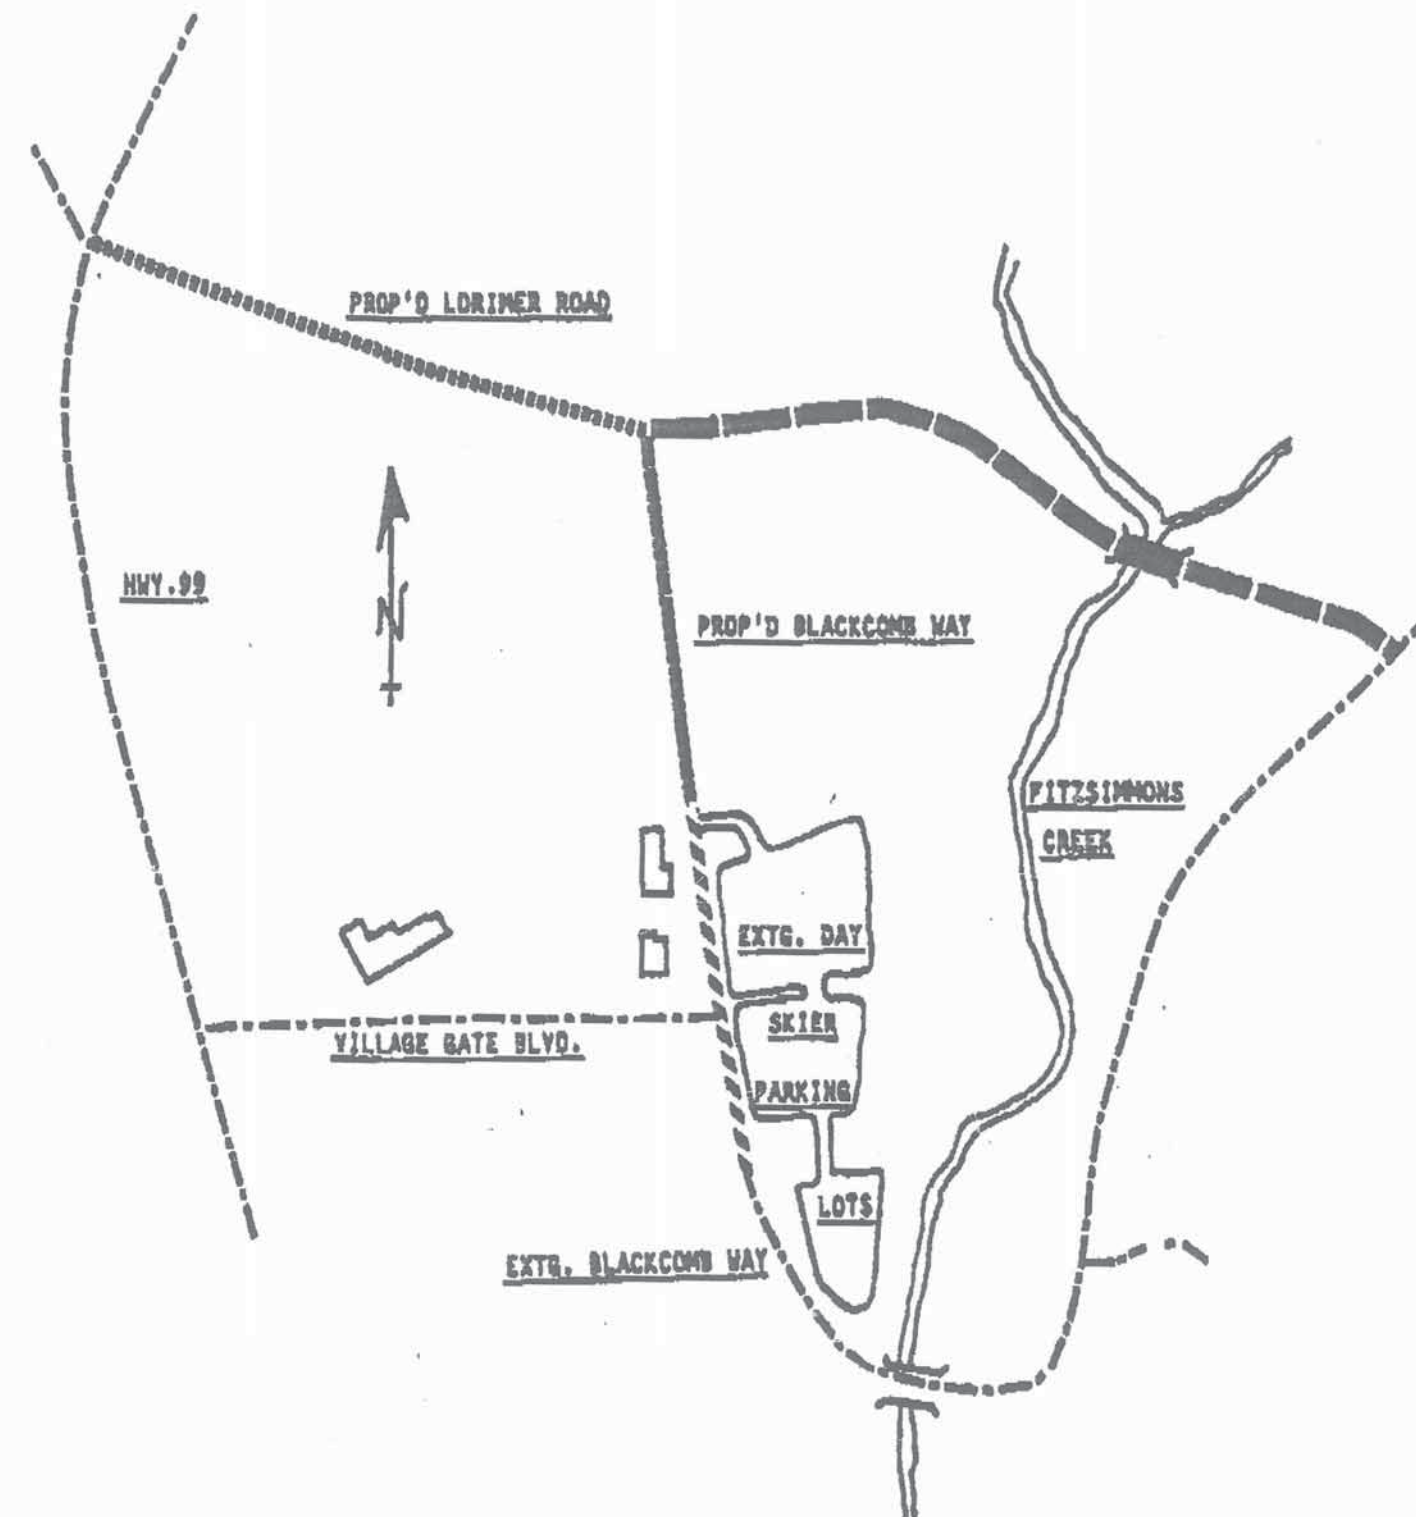 PROP'D LORIMER ROAD
HWY.99
N
PROP'D BLACKCOMB WAY
FITZSIMMONS
CREEK
EXTG. DAY
SKIER
PARKING
LOTS
VILLAGE GATE BLVD.
EXTG. BLACKCOMB WAY